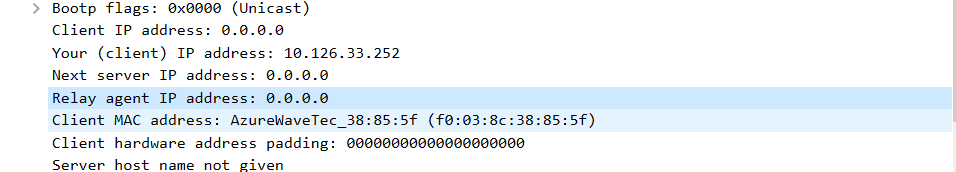 Bootp flags: 0x0000 (Unicast)
Client IP address: 0.0.0.0
Your (client) IP address: 10.126.33.252
Next server IP address: 0.0.0.0
Relay agent IP address: 0.0.0.0
Client MAC address: AzureWaveTec_38:85:5f (f0:03:8c:38:85:5f)
Client hardware address padding: 00000000000000000000
Server host name not given